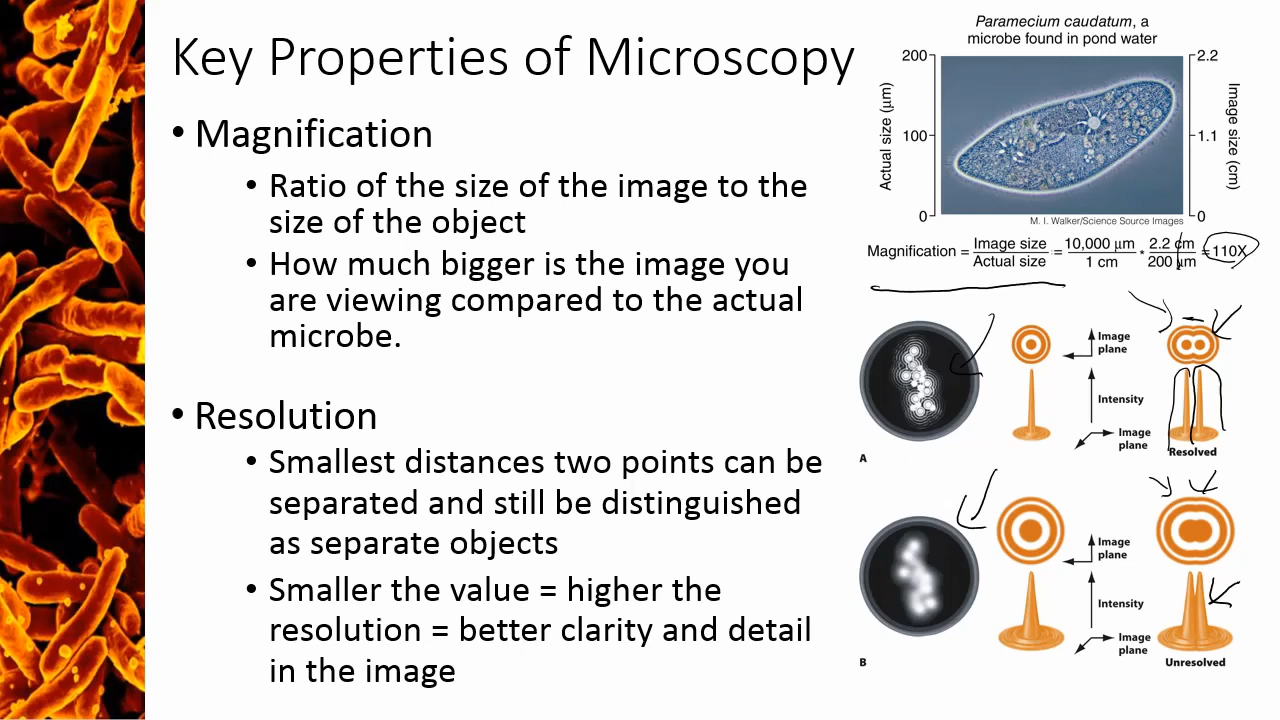 Key Properties of Microscopy
• Magnification
• Ratio of the size of the image to the
size of the object
• How much bigger is the image you
are viewing compared to the actual
microbe.
• Resolution
• Smallest distances two points can be
separated and still be distinguished
as separate objects
• Smaller the value = higher the
resolution = better clarity and detail
in the image
Paramecium caudatum, a
microbe found in pond water
200
100
0
Actual size (μm)
2.2
1.1
0
Image size (cm)
M. I. Walker/Science Source Images
Magnification = Image size / Actual size = 10,000 μm / 1 cm * 2.2 cm / 200 μm = 110X
Image
plane
Intensity
Image
plane
A
Resolved
Image
plane
Intensity
Image
plane
B
Unresolved